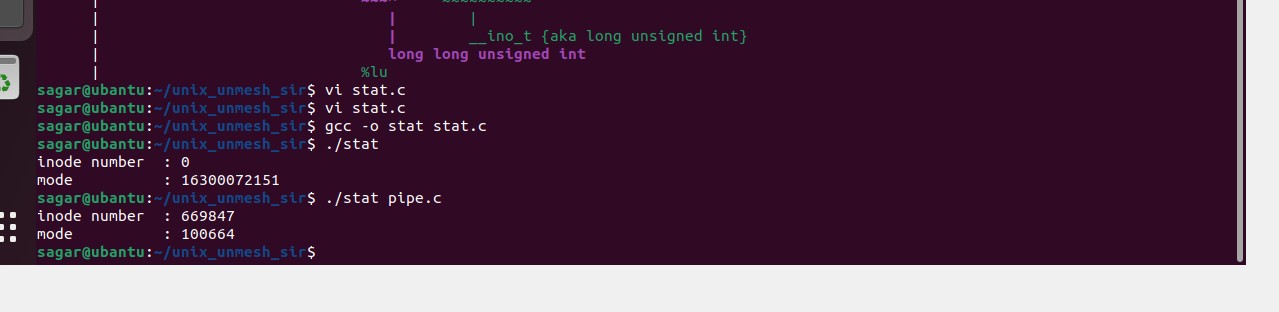 |                                          |        |
|                                          |        __ino_t {aka long unsigned int}
|                                          long long unsigned int
|                                       %lu
sagar@ubantu:~/unix_unmesh_sir$ vi stat.c
sagar@ubantu:~/unix_unmesh_sir$ vi stat.c
sagar@ubantu:~/unix_unmesh_sir$ gcc -o stat stat.c
sagar@ubantu:~/unix_unmesh_sir$ ./stat
inode number  : 0
mode          : 16300072151
sagar@ubantu:~/unix_unmesh_sir$ ./stat pipe.c
inode number  : 669847
mode          : 100664
sagar@ubantu:~/unix_unmesh_sir$